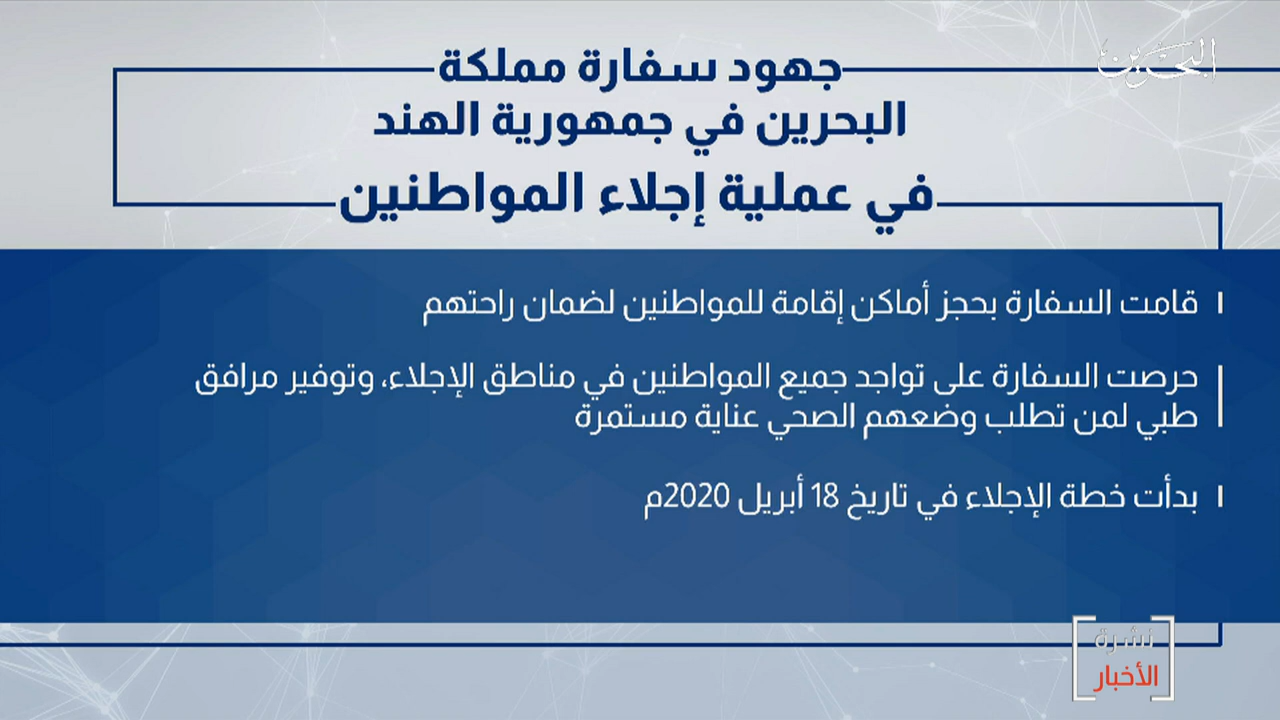 البحرين
جهود سفارة مملكة
البحرين في جمهورية الهند
في عملية إجلاء المواطنين
قامت السفارة بحجز أماكن إقامة للمواطنين لضمان راحتهم
حرصت السفارة على تواجد جميع المواطنين في مناطق الإجلاء، وتوفير مرافق
طبي لمن تطلب وضعهم الصحي عناية مستمرة
بدأت خطة الإجلاء في تاريخ 18 أبريل 2020م
نشرة
الأخبار